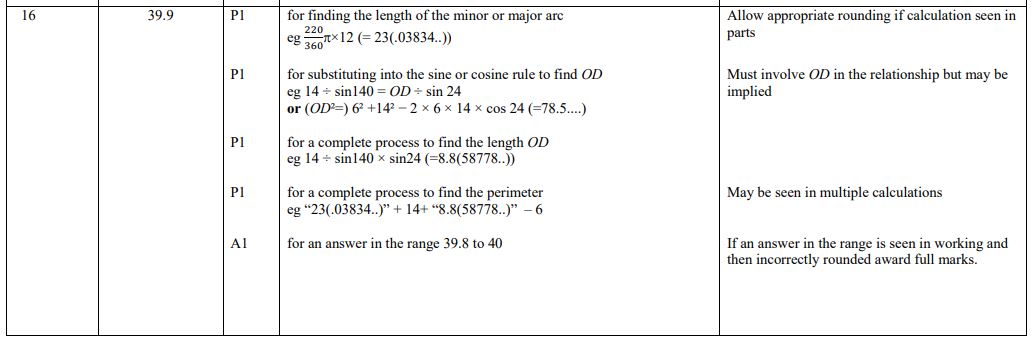 16 39.9 P1 for finding the length of the minor or major arc Allow appropriate rounding if calculation seen in
eg 220/360 π×12 (= 23(.03834..)) parts
P1 for substituting into the sine or cosine rule to find OD Must involve OD in the relationship but may be
eg 14 ÷ sin140 = OD ÷ sin 24 implied
or (OD²=) 6² +14² – 2 × 6 × 14 × cos 24 (=78.5....)
P1 for a complete process to find the length OD
eg 14 ÷ sin140 × sin24 (=8.8(58778..))
P1 for a complete process to find the perimeter May be seen in multiple calculations
eg “23(.03834..)” + 14+ “8.8(58778..)” – 6
A1 for an answer in the range 39.8 to 40 If an answer in the range is seen in working and
then incorrectly rounded award full marks.